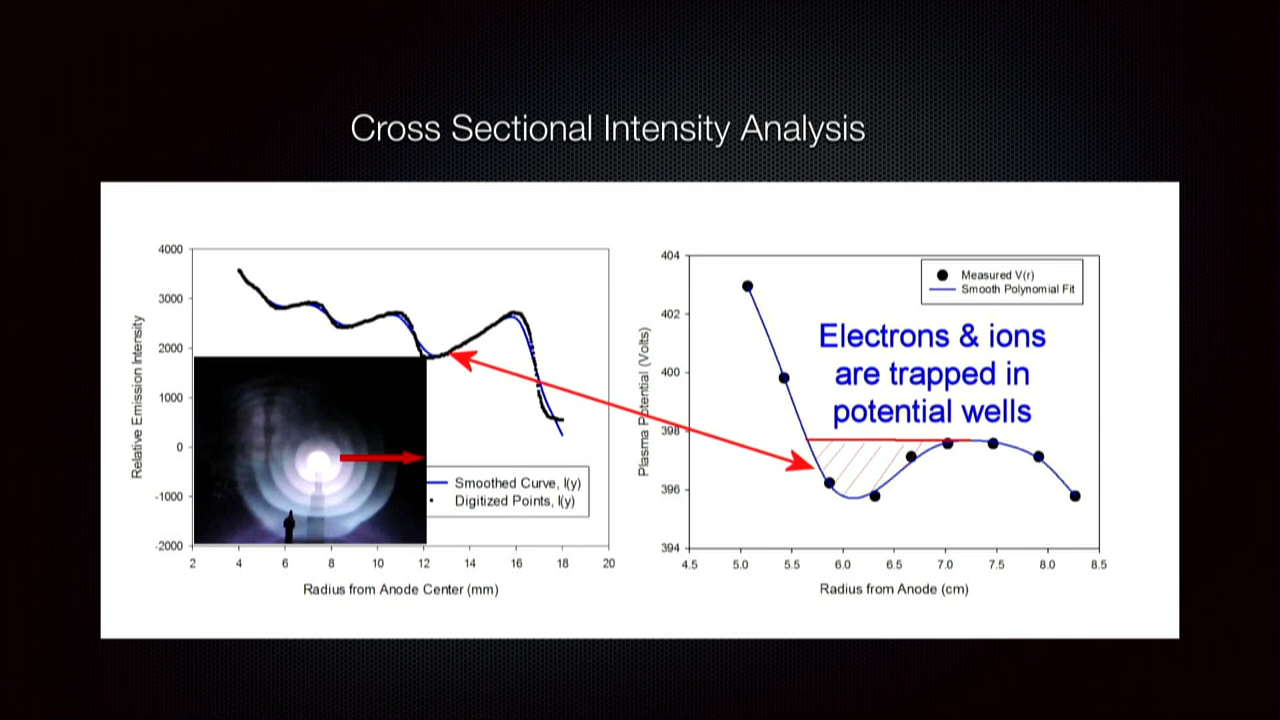 Cross Sectional Intensity Analysis
4000
3000
2000
1000
0
-1000
-2000
2 4 6 8 10 12 14 16 18 20
Relative Emission Intensity
Radius from Anode Center (mm)
Smoothed Curve, I(y)
Digitized Points, I(y)
404
402
400
398
396
394
4.5 5.0 5.5 6.0 6.5 7.0 7.5 8.0 8.5
Plasma Potential (Volts)
Radius from Anode (cm)
Measured V(r)
Smooth Polynomial Fit
Electrons & ions
are trapped in
potential wells